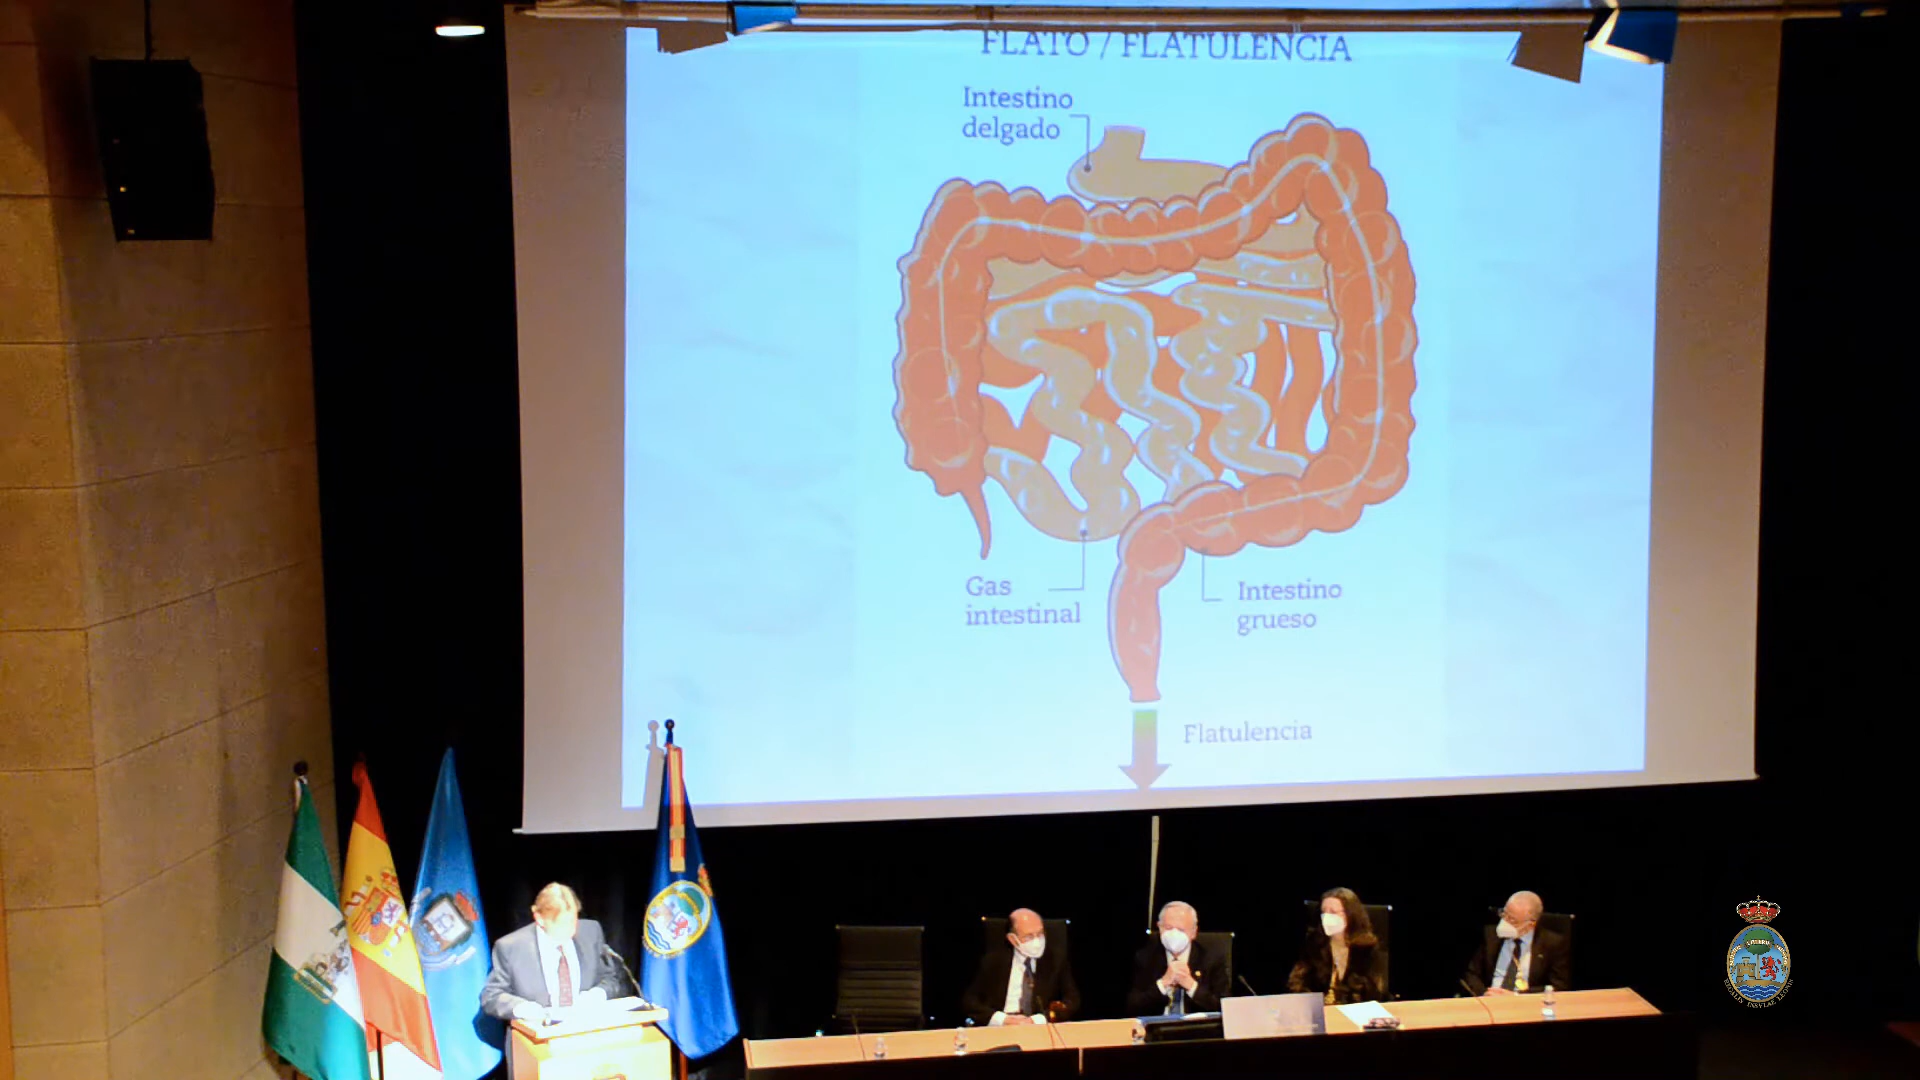 FLATO / FLATULENCIA
Intestino
delgado
Gas
intestinal
Intestino
grueso
Flatulencia